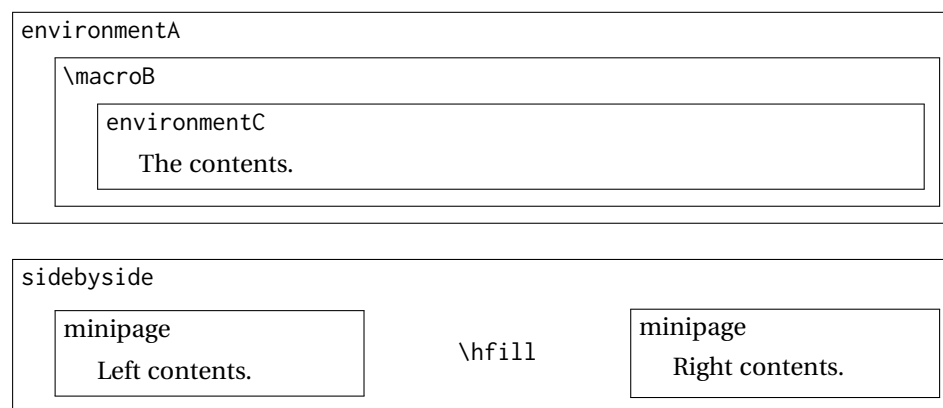 environmentA
\macroB
environmentC
The contents.
sidebyside
minipage
Left contents.
\hfill
minipage
Right contents.